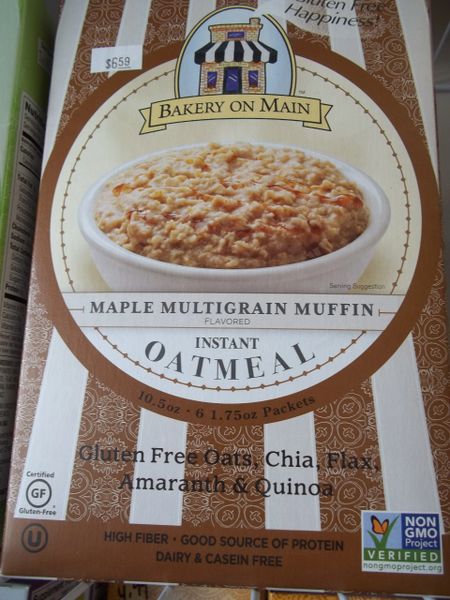 Gluten Free
Happiness!
$6.59
BAKERY ON MAIN
TM
Serving Suggestion
MAPLE MULTIGRAIN MUFFIN
FLAVORED
INSTANT
OATMEAL
10.5oz · 6 1.75oz Packets
Gluten Free Oats, Chia, Flax,
Amaranth & Quinoa
Certified
GF
Gluten-Free
U
HIGH FIBER · GOOD SOURCE OF PROTEIN
DAIRY & CASEIN FREE
NON
GMO
Project
VERIFIED
nongmoproject.org